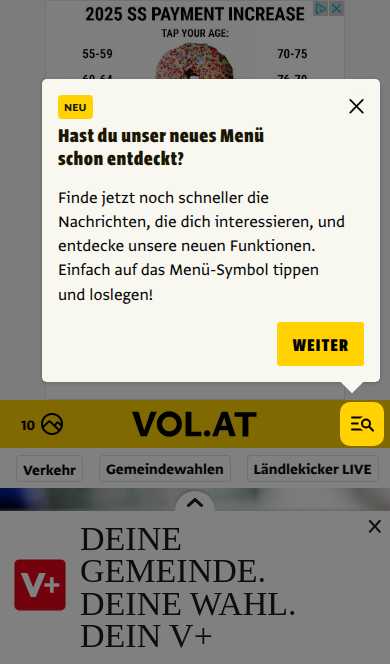 2025 SS PAYMENT INCREASE
TAP YOUR AGE:
55-59
70-75
60-64
76-79
NEU
Hast du unser neues Menü
schon entdeckt?
Finde jetzt noch schneller die
Nachrichten, die dich interessieren, und
entdecke unsere neuen Funktionen.
Einfach auf das Menü-Symbol tippen
und loslegen!
WEITER
10
VOL.AT
Verkehr
Gemeindewahlen
Ländlekicker LIVE
V+
DEINE
GEMEINDE.
DEINE WAHL.
DEIN V+